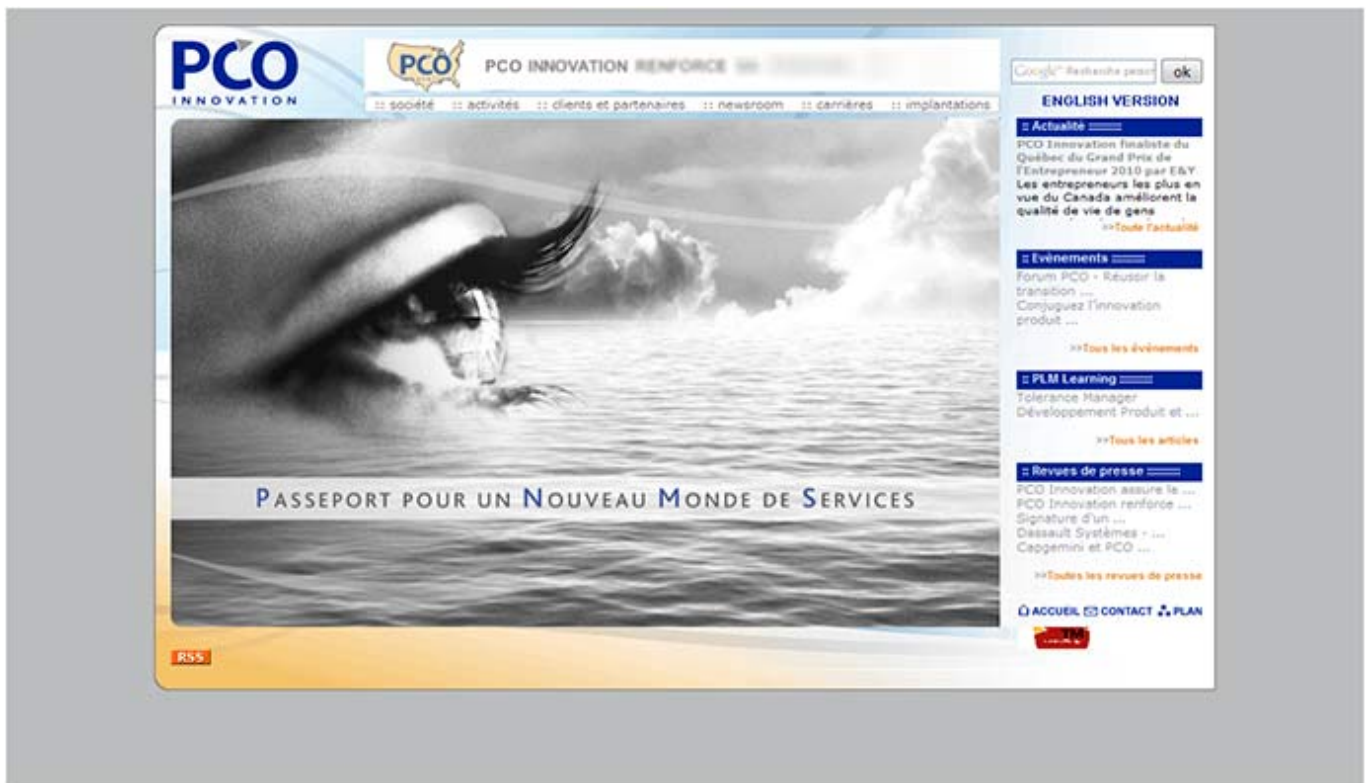 PCO
INNOVATION
PCO
PCO INNOVATION RENFORCE
:: société :: activités :: clients et partenaires :: newsroom :: carrières :: implantations
PASSEPORT POUR UN NOUVEAU MONDE DE SERVICES
RSS
Google™ ok
ENGLISH VERSION
:: Actualité ::::::::
PCO Innovation finaliste du
Québec du Grand Prix de
l'Entrepreneur 2010 par E&Y
Les entrepreneurs les plus en
vue du Canada améliorent la
qualité de vie de gens
>>Toute l'actualité
:: Evènements ::::::::
Forum PCO - Réussir la
transition ...
Conjuguez l'innovation
produit ...
>>Tous les événements
:: PLM Learning ::::::::
Tolerance Manager
Développement Produit et ...
>>Tous les articles
:: Revues de presse ::::::::
PCO Innovation assure le ...
PCO Innovation renforce ...
Signature d'un ...
Dassault Systèmes - ...
Capgemini et PCO ...
>>Toutes les revues de presse
ACCUEIL CONTACT PLAN
TM